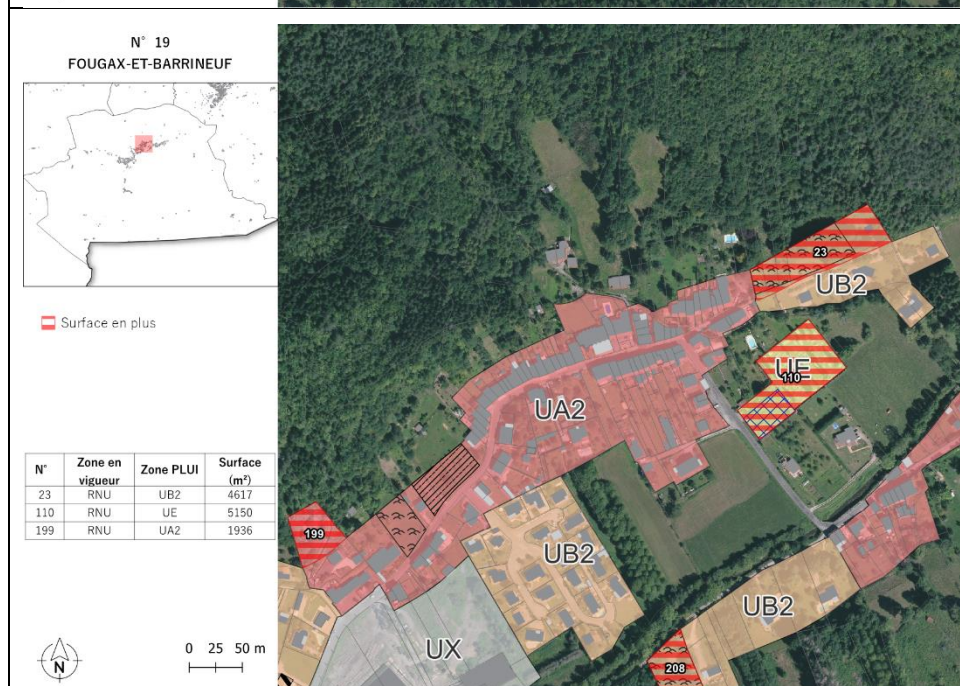 N° 19
FOUGAX-ET-BARRINEUF
Surface en plus
N° Zone en vigueur Zone PLUI Surface (m²)
23 RNU UB2 4617
110 RNU UE 5150
199 RNU UA2 1936
N
0 25 50 m
23
UB2
UE
110
UA2
199
UB2
UB2
UX
208